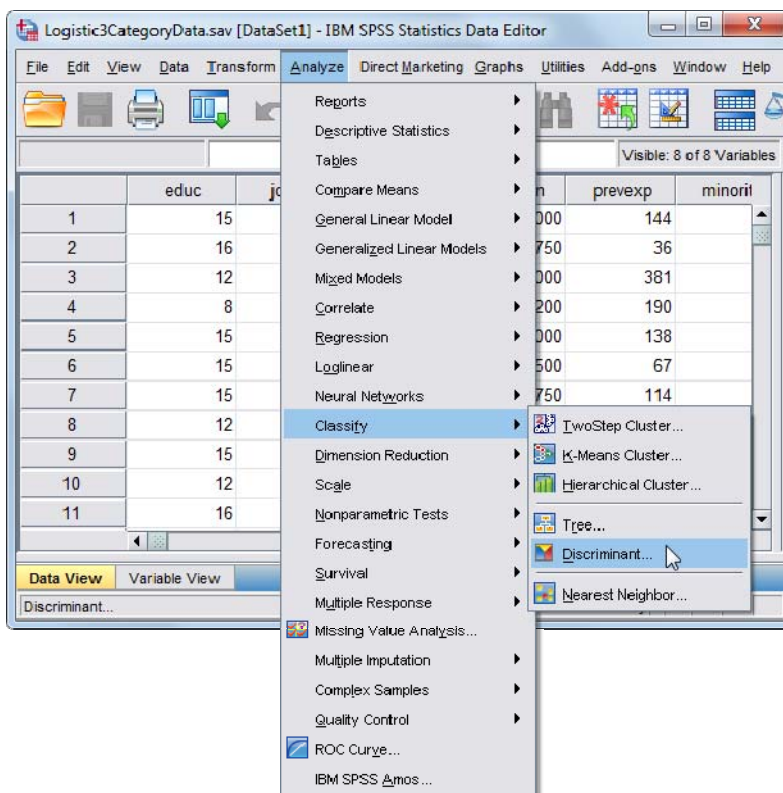 Logistic3CategoryData.sav [DataSet1] - IBM SPSS Statistics Data Editor
File Edit View Data Transform Analyze Direct Marketing Graphs Utilities Add-ons Window Help
Visible: 8 of 8 Variables
educ prevexp minorit
1 15 000 144
2 16 750 36
3 12 000 381
4 8 200 190
5 15 000 138
6 15 500 67
7 15 750 114
8 12
9 15
10 12
11 16
Reports
Descriptive Statistics
Tables
Compare Means
General Linear Model
Generalized Linear Models
Mixed Models
Correlate
Regression
Loglinear
Neural Networks
Classify
Dimension Reduction
Scale
Nonparametric Tests
Forecasting
Survival
Multiple Response
Missing Value Analysis...
Multiple Imputation
Complex Samples
Quality Control
ROC Curve...
IBM SPSS Amos...
TwoStep Cluster...
K-Means Cluster...
Hierarchical Cluster...
Tree...
Discriminant...
Nearest Neighbor...
Data View Variable View
Discriminant...